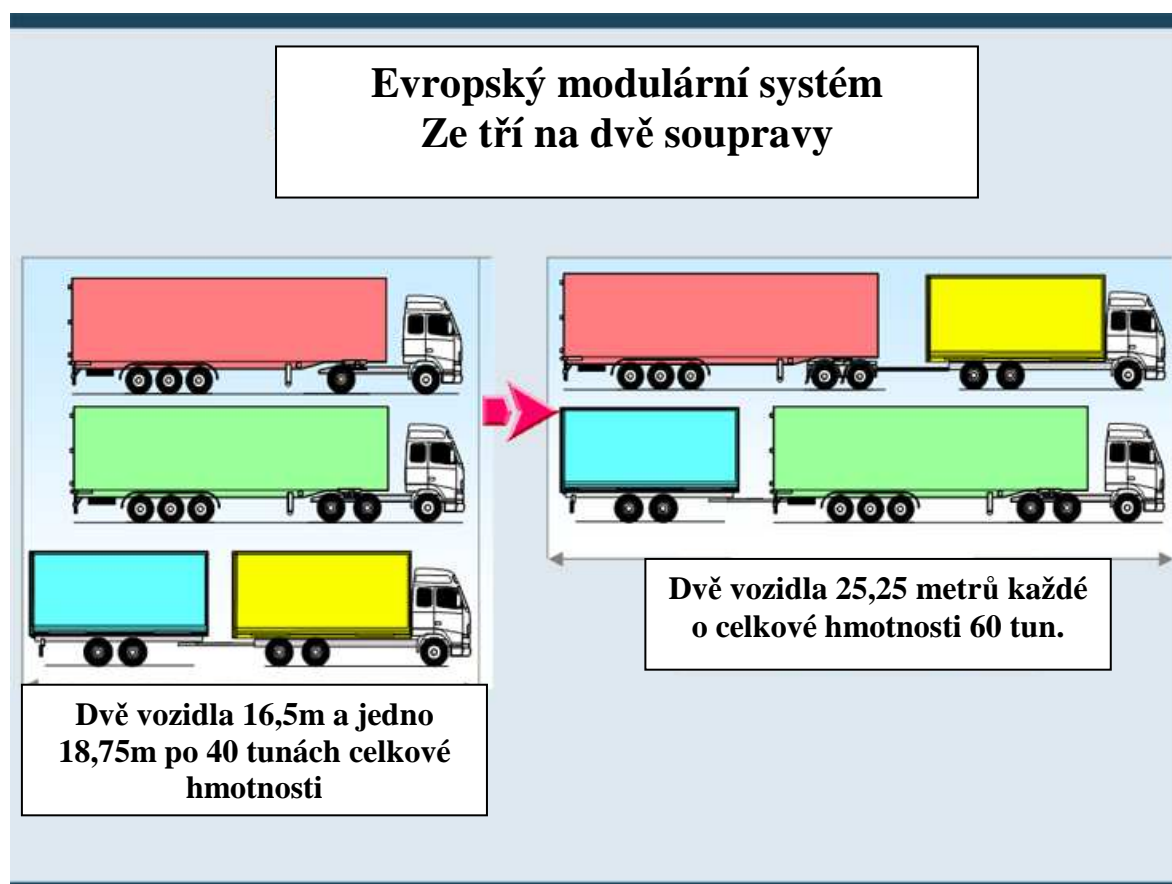 Evropský modulární systém
Ze tří na dvě soupravy
Dvě vozidla 25,25 metrů každé
o celkové hmotnosti 60 tun.
Dvě vozidla 16,5m a jedno
18,75m po 40 tunách celkové
hmotnosti